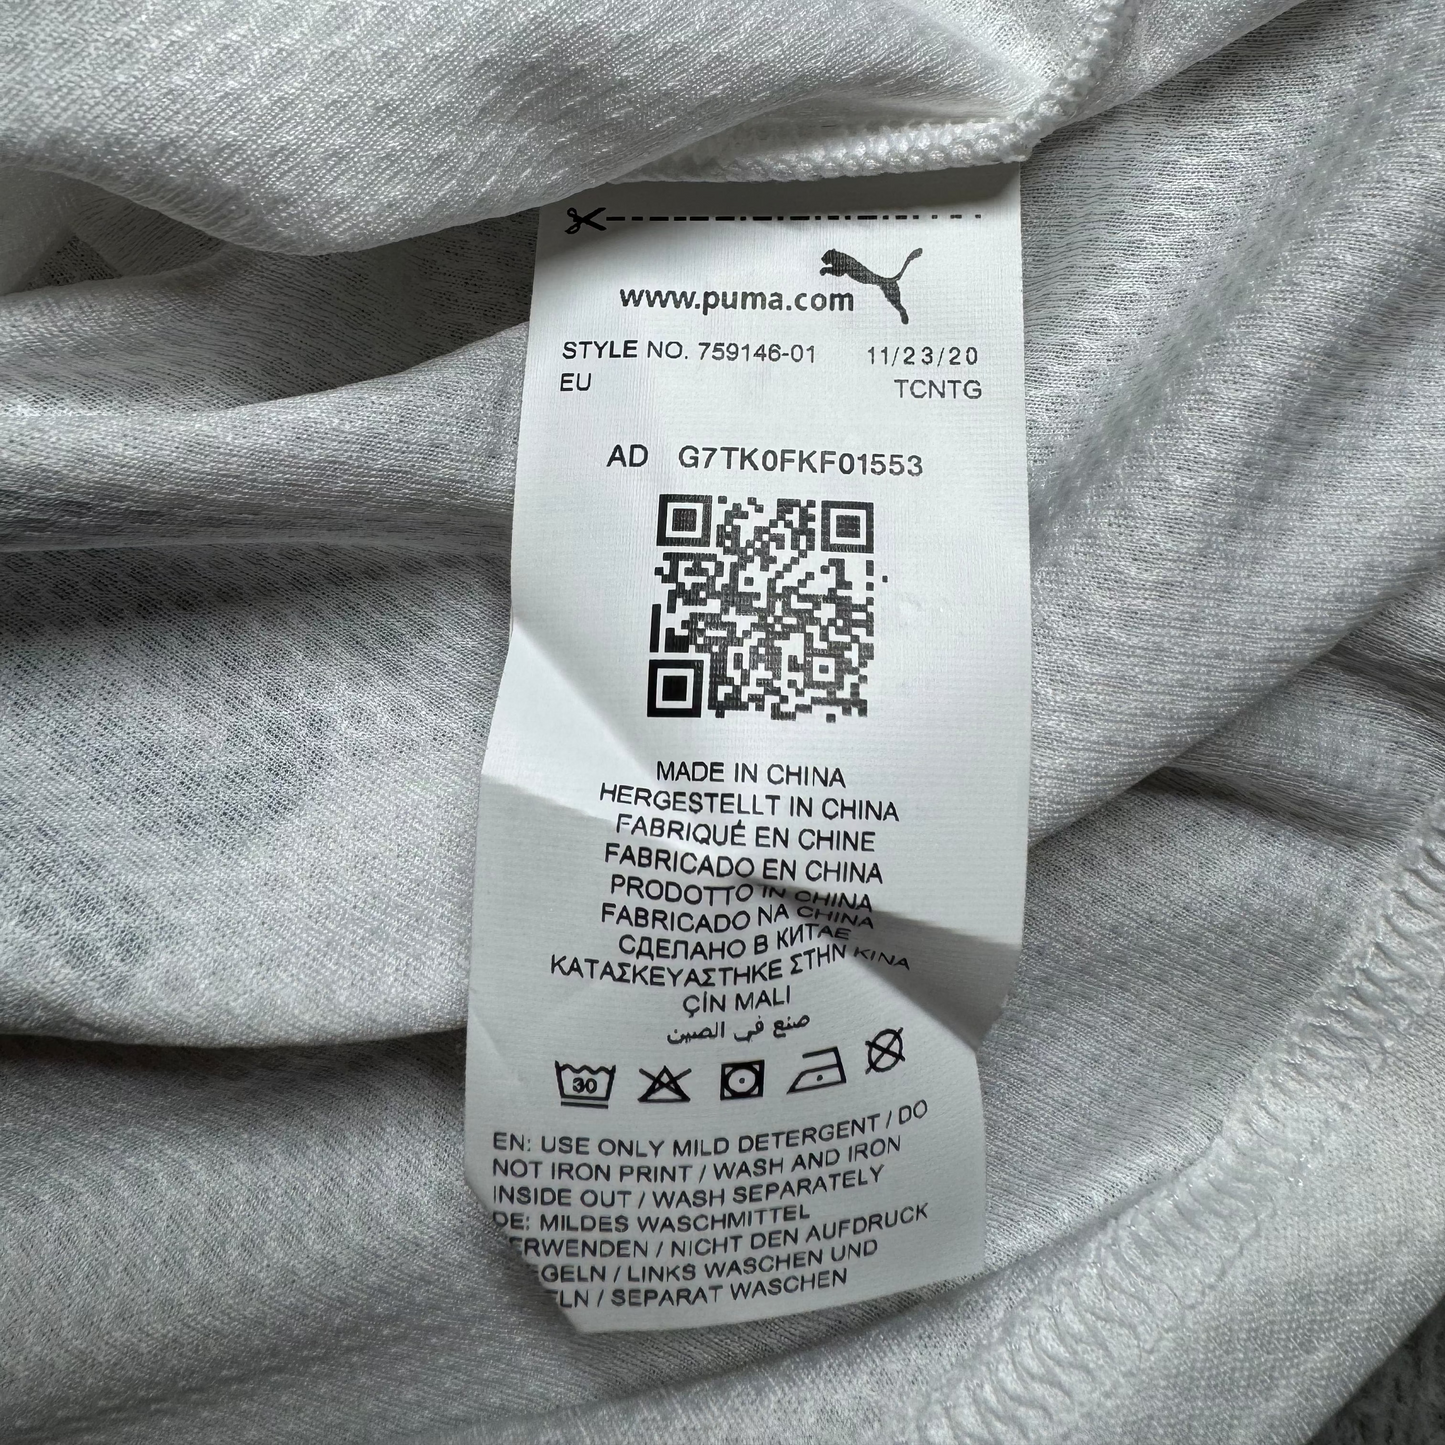 www.puma.com
STYLE NO. 759146-01 11/23/20
EU TCNTG
AD G7TK0FKF01553
MADE IN CHINA
HERGESTELLT IN CHINA
FABRIQUÉ EN CHINE
FABRICADO EN CHINA
PRODOTTO IN CHINA
FABRICADO NA CHINA
СДЕЛАНО В КИТАЕ
ΚΑΤΑΣΚΕΥΑΣΤΗΚΕ ΣΤΗΝ ΚΙΝΑ
ÇİN MALI
صنع في الصين
30
EN: USE ONLY MILD DETERGENT / DO
NOT IRON PRINT / WASH AND IRON
INSIDE OUT / WASH SEPARATELY
DE: MILDES WASCHMITTEL
ERWENDEN / NICHT DEN AUFDRUCK
GELN / LINKS WASCHEN UND
ELN / SEPARAT WASCHEN